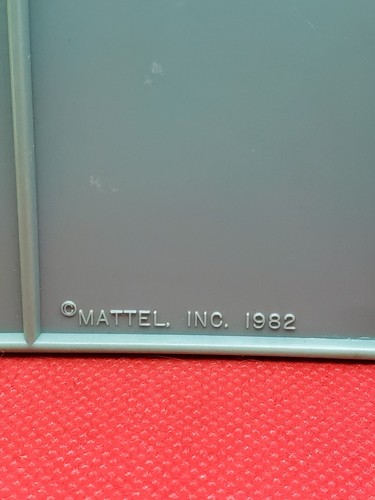 ©MATTEL, INC. 1982